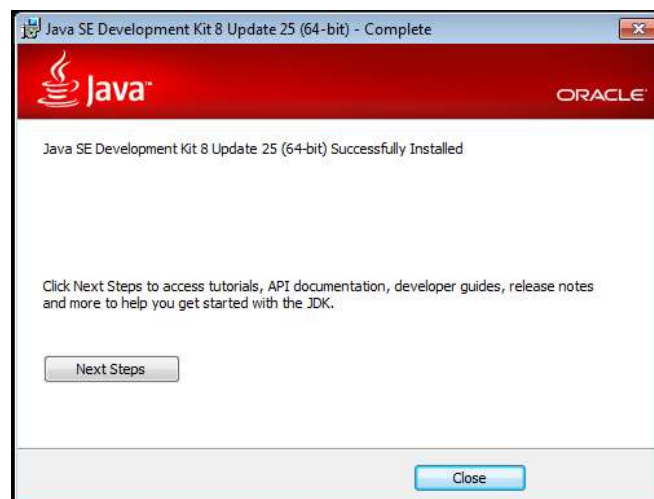 Java SE Development Kit 8 Update 25 (64-bit) - Complete
Java™
ORACLE®
Java SE Development Kit 8 Update 25 (64-bit) Successfully Installed
Click Next Steps to access tutorials, API documentation, developer guides, release notes
and more to help you get started with the JDK.
Next Steps
Close